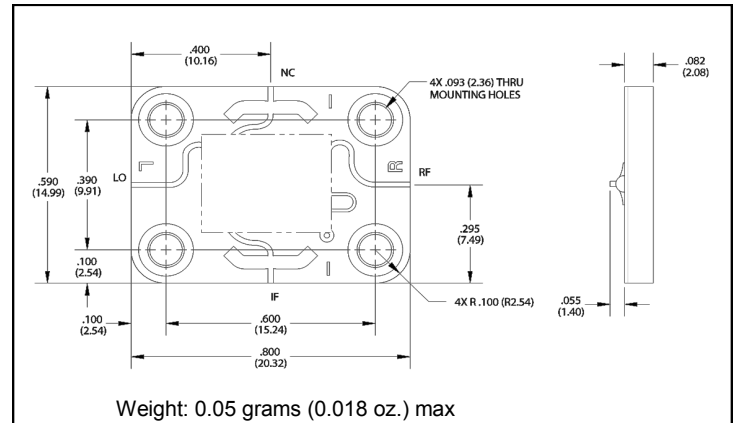 .400
(10.16)
NC
4X .093 (2.36) THRU
MOUNTING HOLES
.082
(2.08)
.590
(14.99)
.390
(9.91)
LO
L
I
R
RF
.295
(7.49)
.100
(2.54)
I
IF
4X R .100 (R2.54)
.055
(1.40)
.100
(2.54)
.600
(15.24)
.800
(20.32)
Weight: 0.05 grams (0.018 oz.) max